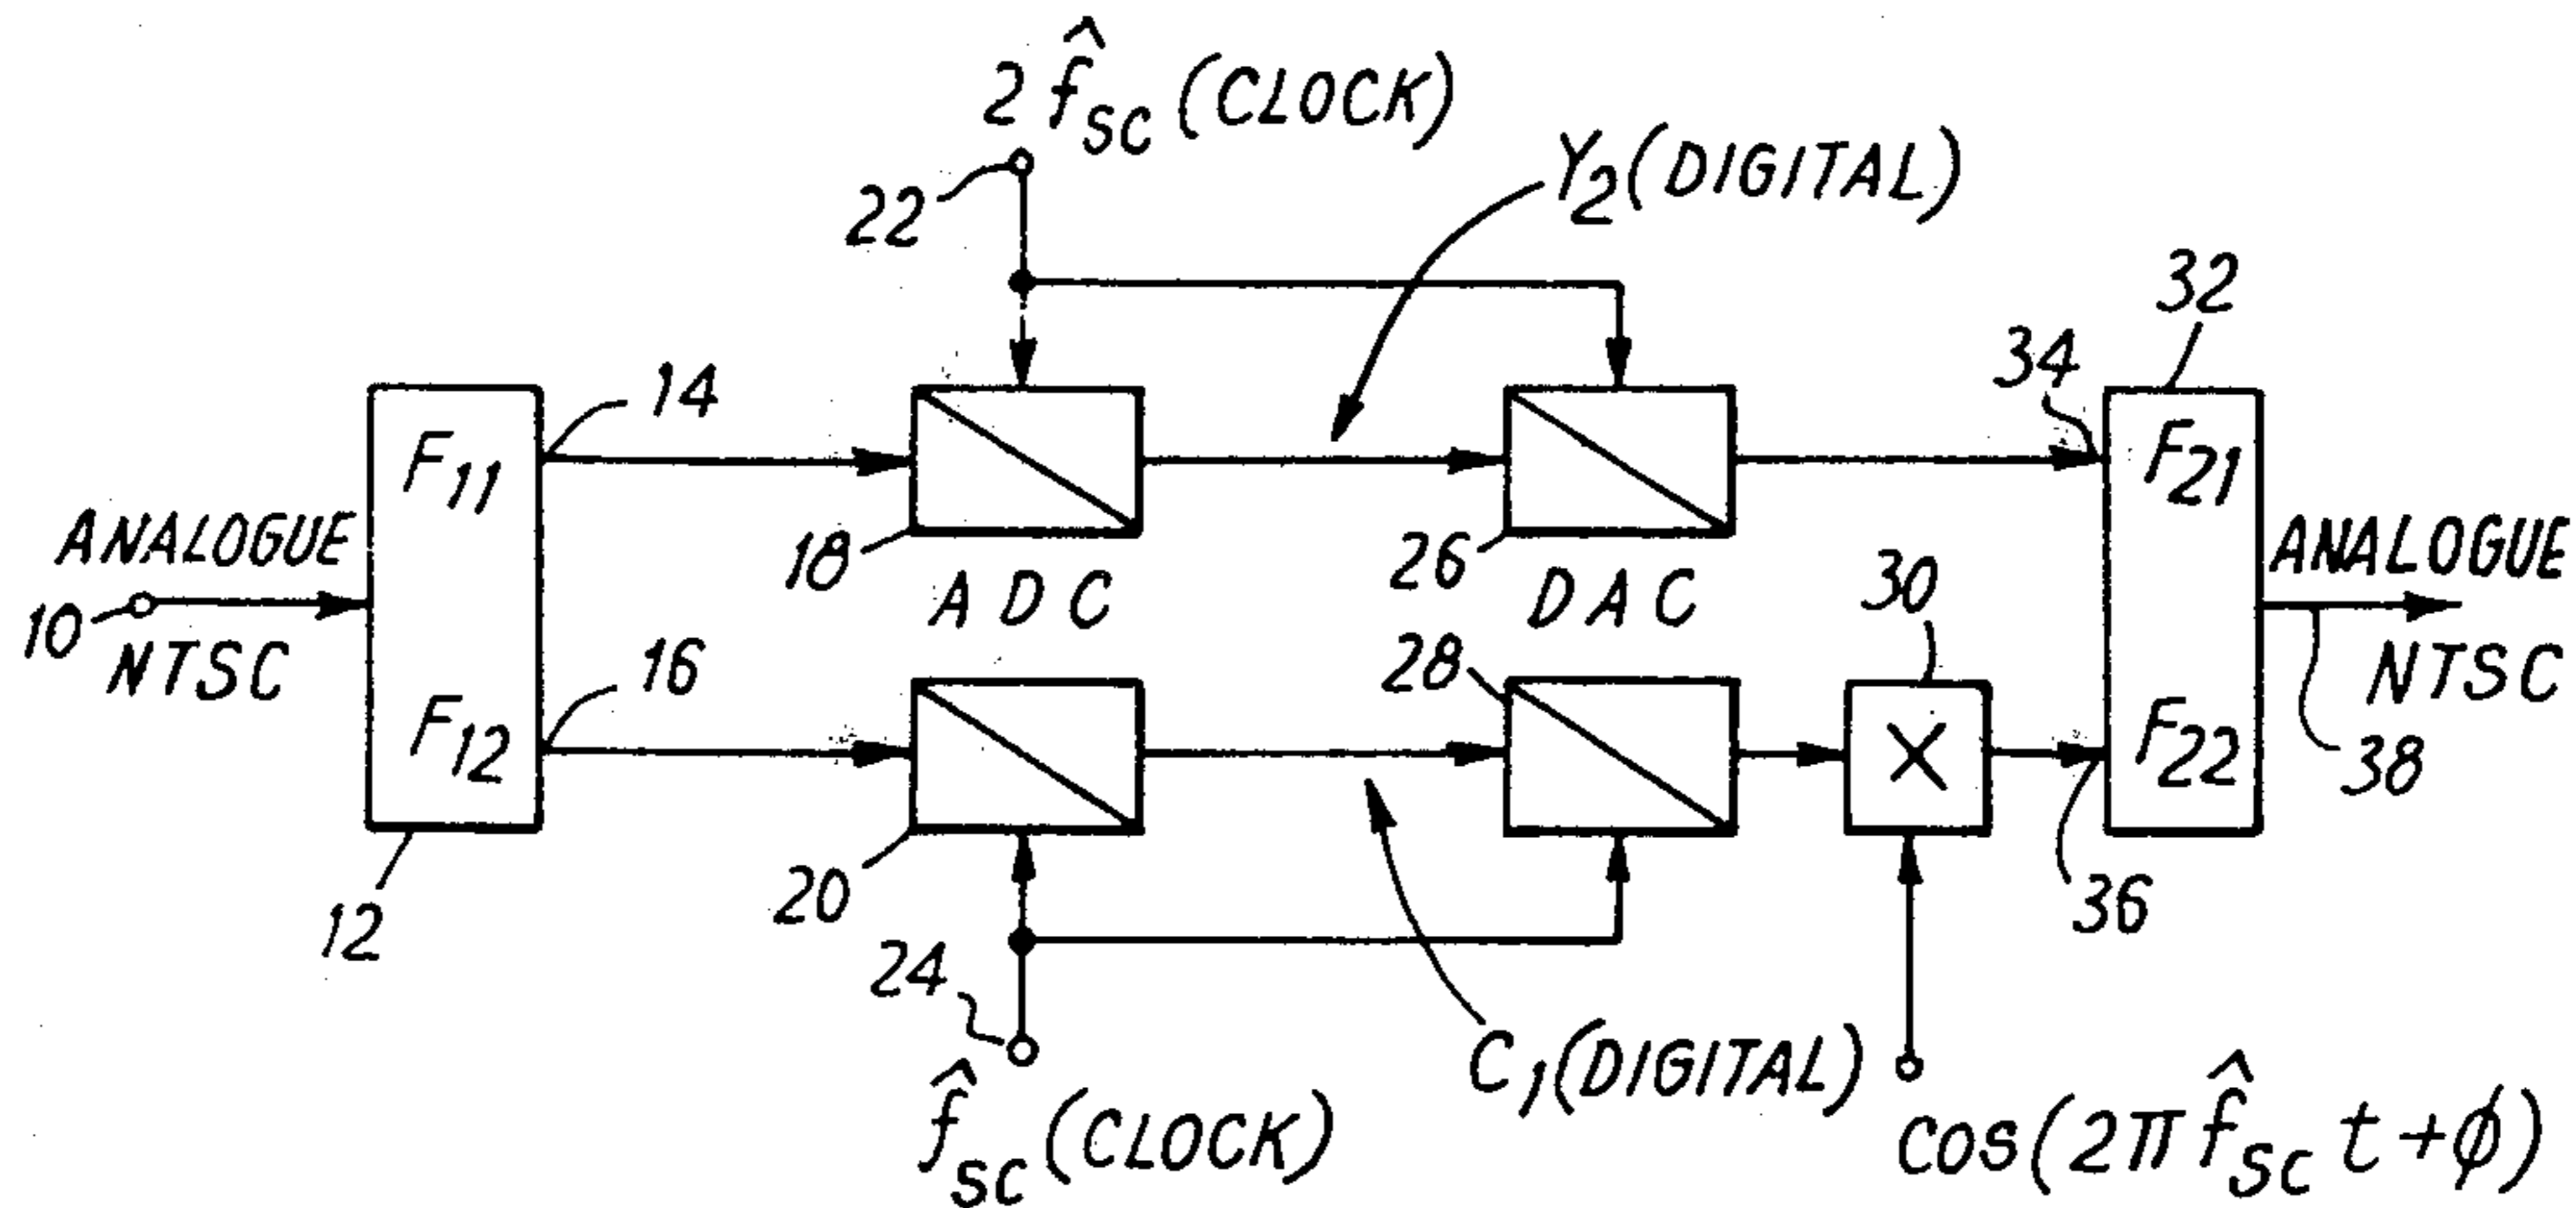 2 f̂SC (CLOCK)
22
Y2 (DIGITAL)
32
14
34
F11
F21
ANALOGUE
10
NTSC
18
ADC
26
DAC
30
ANALOGUE
NTSC
38
16
28
F12
×
F22
12
20
36
24
f̂SC (CLOCK)
C1 (DIGITAL)
COS(2π f̂SC t+φ)